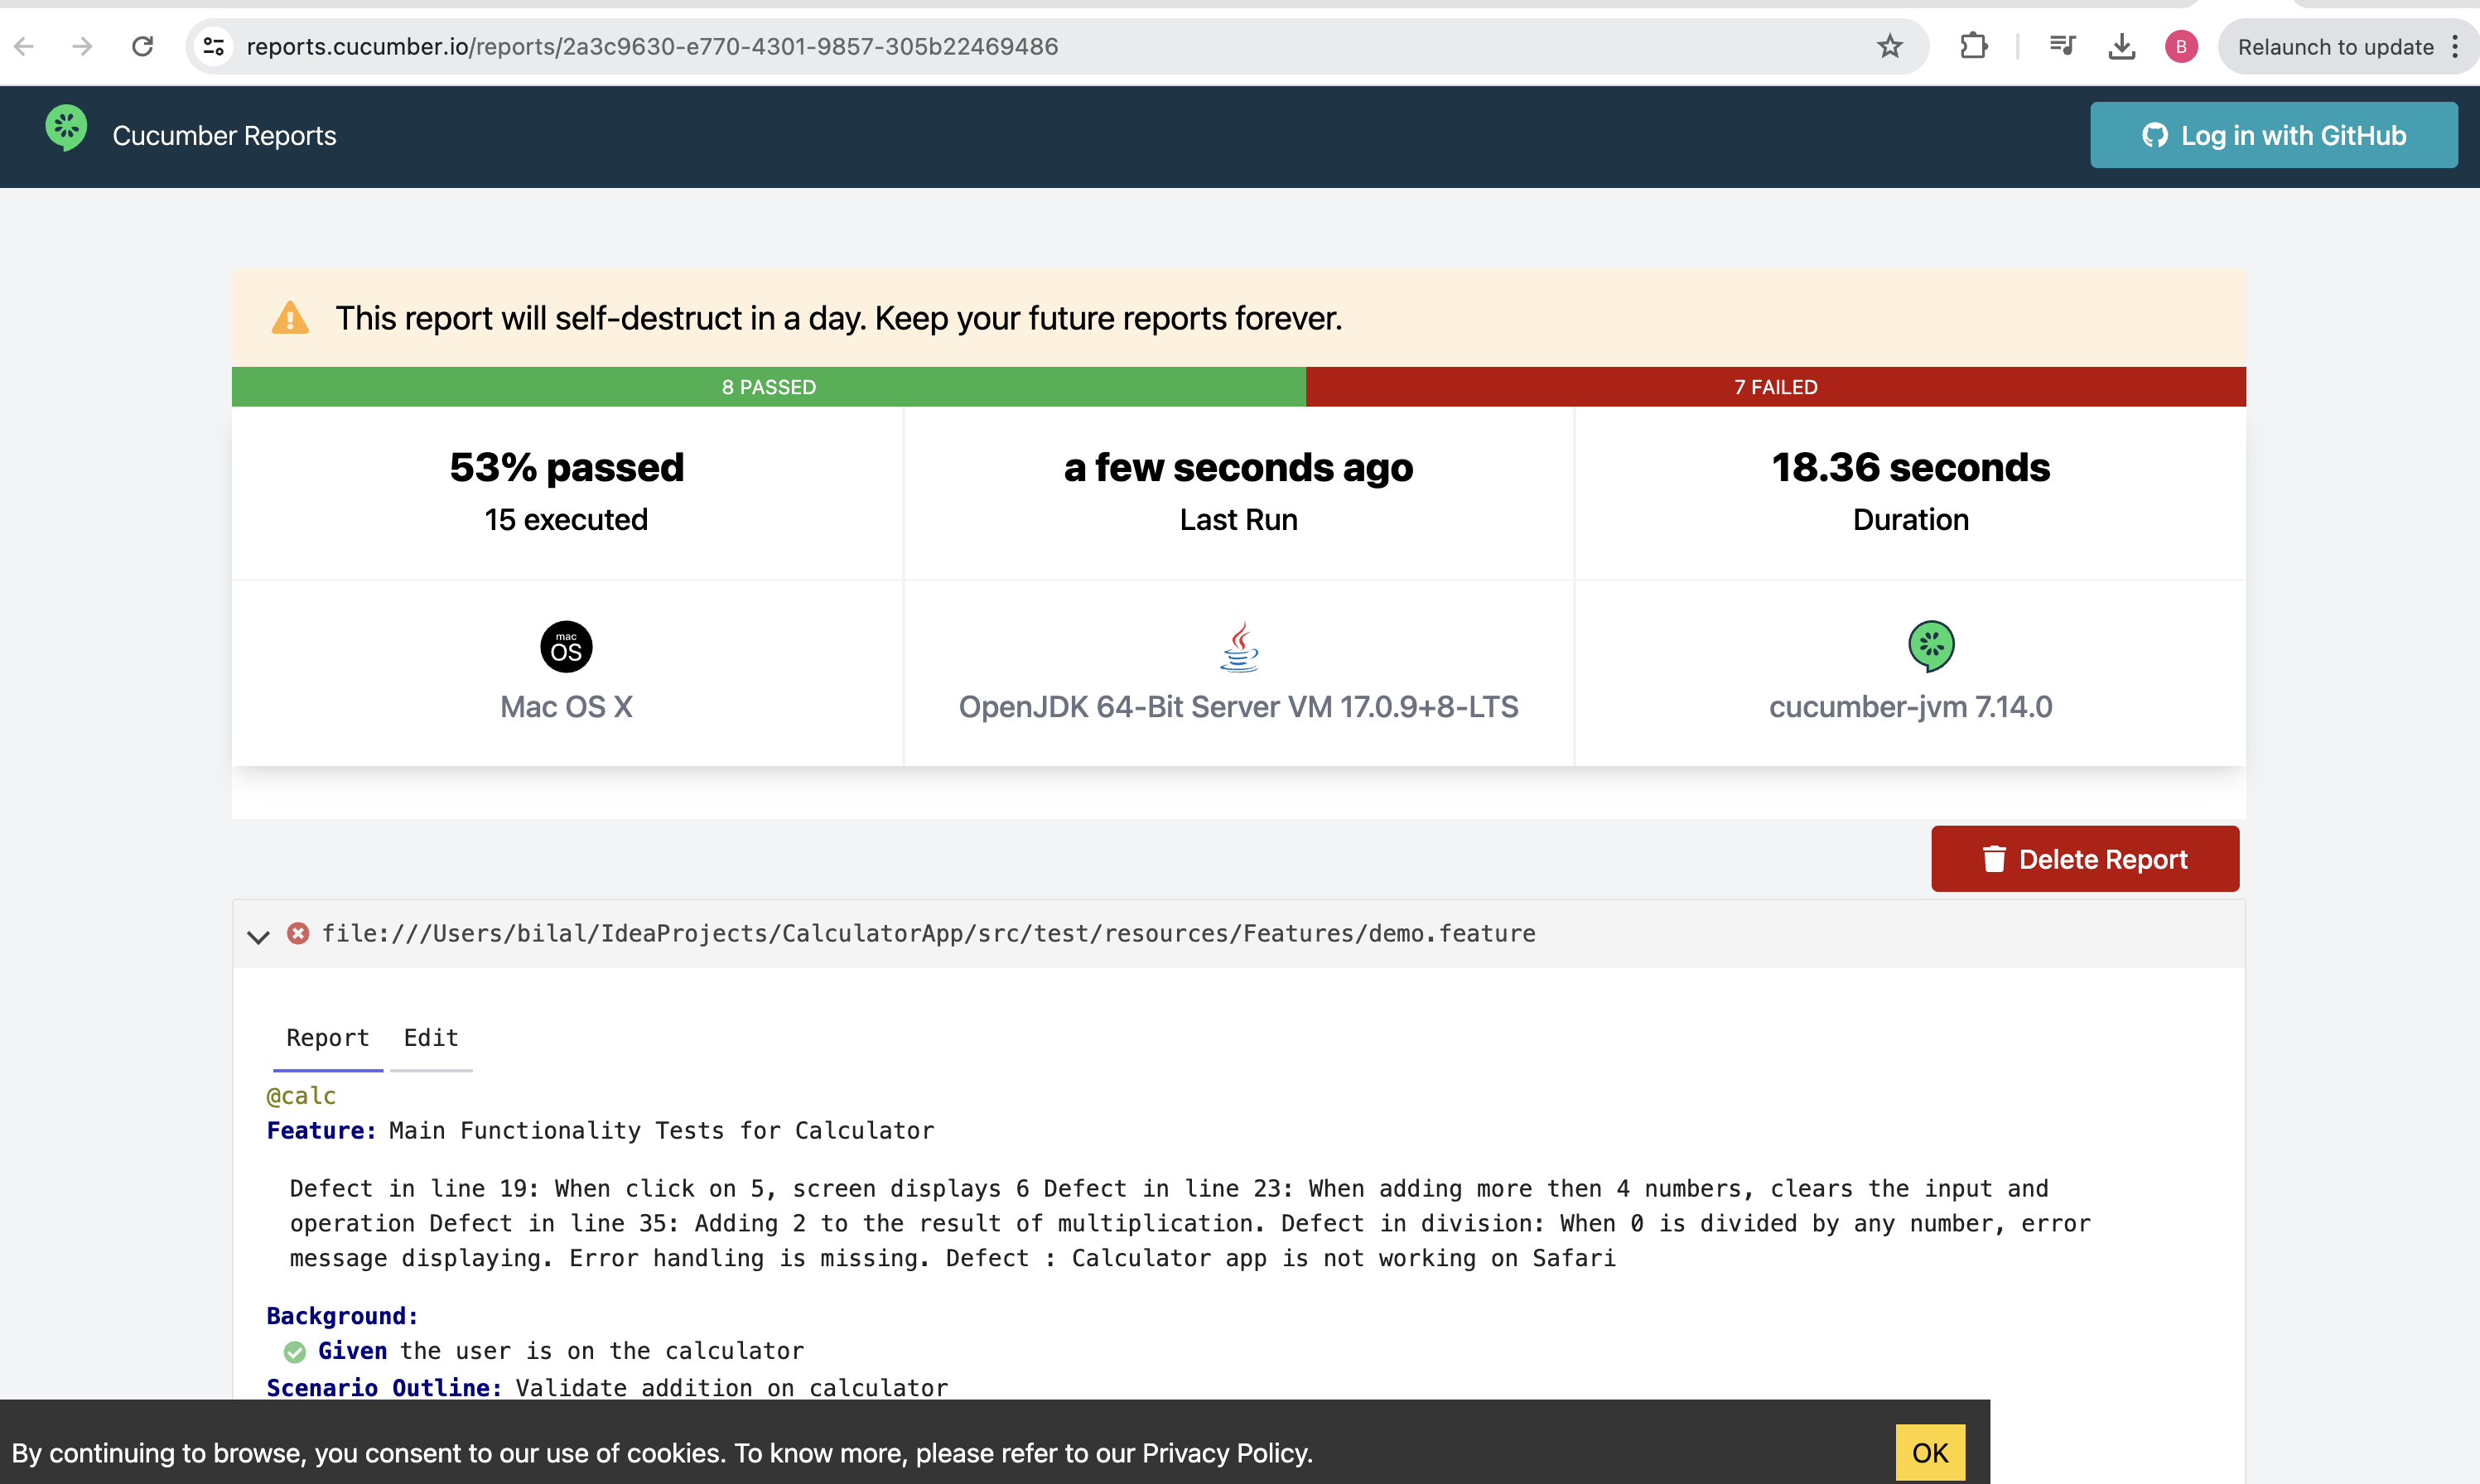 reports.cucumber.io/reports/2a3c9630-e770-4301-9857-305b22469486
B
Relaunch to update
Cucumber Reports
Log in with GitHub
This report will self-destruct in a day. Keep your future reports forever.
8 PASSED
7 FAILED
53% passed
15 executed
a few seconds ago
Last Run
18.36 seconds
Duration
mac
OS
Mac OS X
OpenJDK 64-Bit Server VM 17.0.9+8-LTS
cucumber-jvm 7.14.0
Delete Report
file:///Users/bilal/IdeaProjects/CalculatorApp/src/test/resources/Features/demo.feature
Report
Edit
@calc
Feature: Main Functionality Tests for Calculator
Defect in line 19: When click on 5, screen displays 6 Defect in line 23: When adding more then 4 numbers, clears the input and
operation Defect in line 35: Adding 2 to the result of multiplication. Defect in division: When 0 is divided by any number, error
message displaying. Error handling is missing. Defect : Calculator app is not working on Safari
Background:
Given the user is on the calculator
Scenario Outline: Validate addition on calculator
By continuing to browse, you consent to our use of cookies. To know more, please refer to our Privacy Policy.
OK